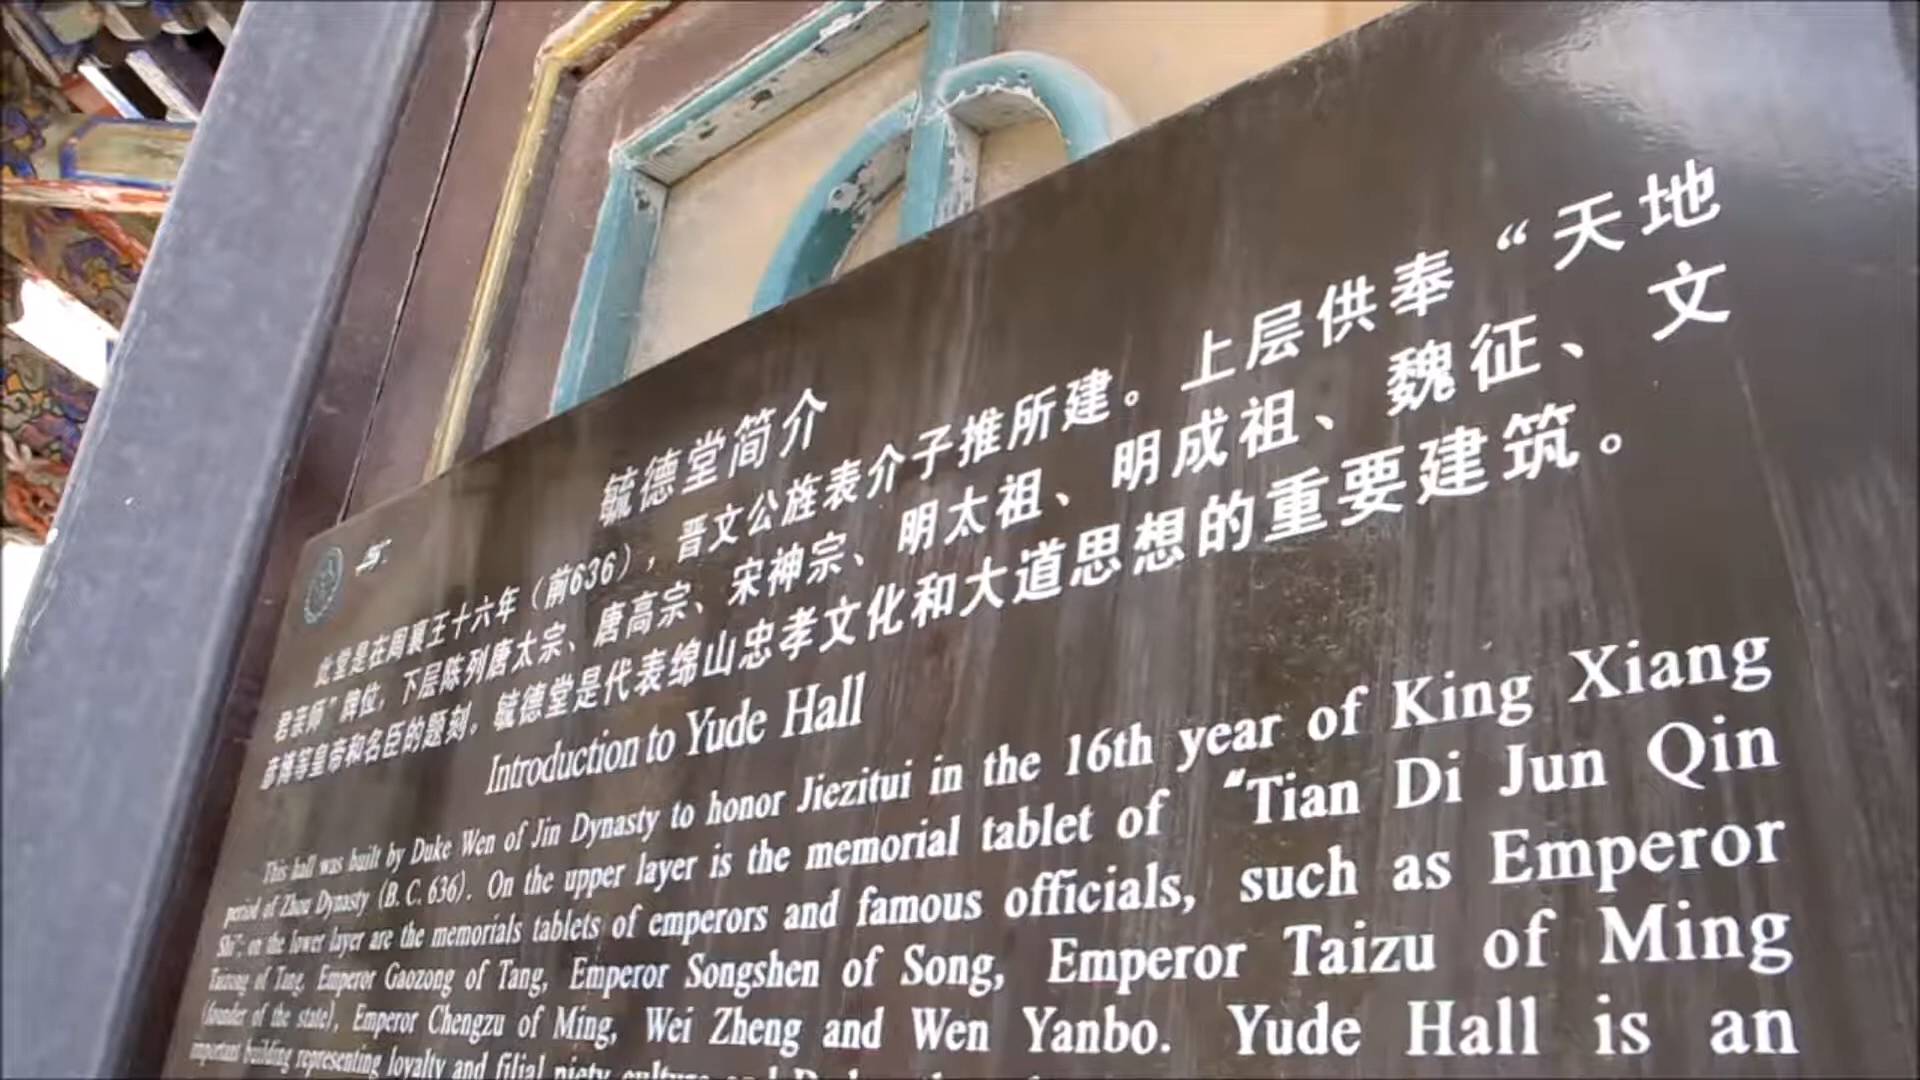 毓德堂简介
此堂是在周襄王十六年（前636），晋文公旌表介子推所建。上层供奉“天地
君亲师”牌位，下层陈列唐太宗、唐高宗、宋神宗、明太祖、明成祖、魏征、文
彦博等皇帝和名臣的题刻。毓德堂是代表绵山忠孝文化和大道思想的重要建筑。
Introduction to Yude Hall
This hall was built by Duke Wen of Jin Dynasty to honor Jiezitui in the 16th year of King Xiang
period of Zhou Dynasty (B.C.636). On the upper layer is the memorial tablet of “Tian Di Jun Qin
Shi”; on the lower layer are the memorials tablets of emperors and famous officials, such as Emperor
Taizong of Tang, Emperor Gaozong of Tang, Emperor Songshen of Song, Emperor Taizu of Ming
(founder of the state), Emperor Chengzu of Ming, Wei Zheng and Wen Yanbo. Yude Hall is an
important building representing loyalty and filial piety culture and